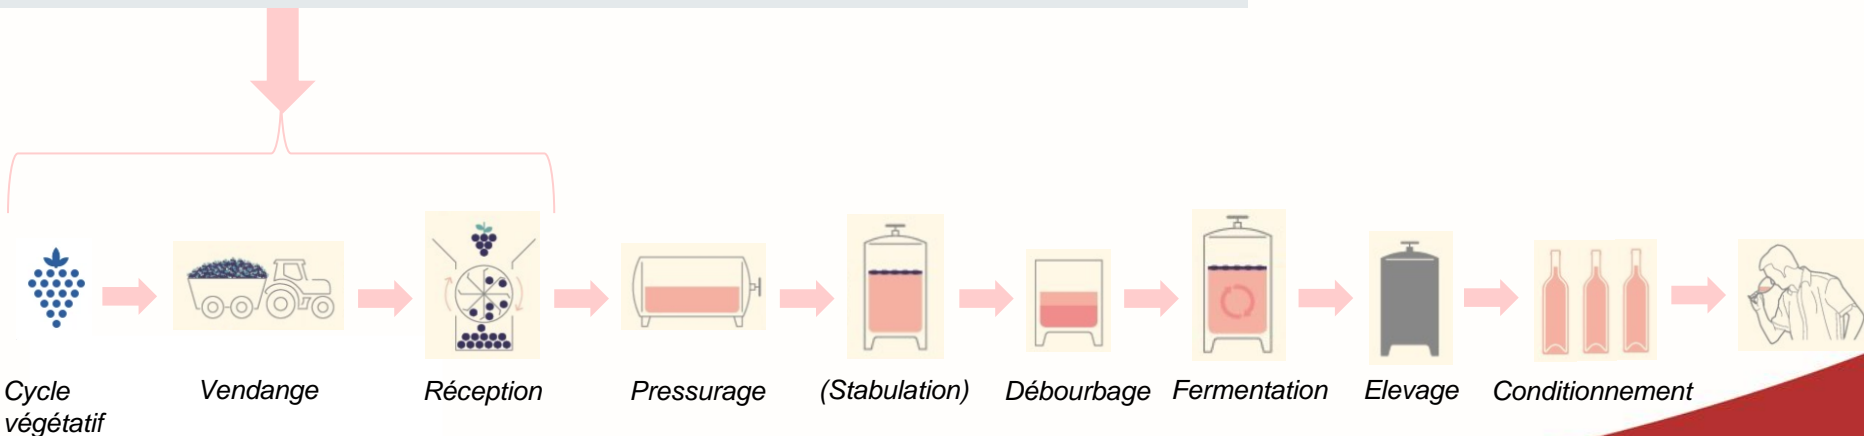 Cycle
végétatif
Vendange
Réception
Pressurage
(Stabulation)
Débourbage
Fermentation
Elevage
Conditionnement